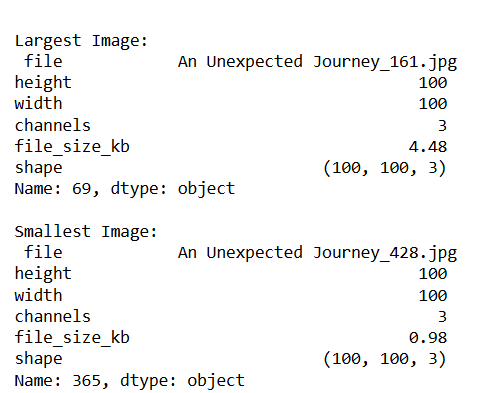 Largest Image:
file An Unexpected Journey_161.jpg
height 100
width 100
channels 3
file_size_kb 4.48
shape (100, 100, 3)
Name: 69, dtype: object
Smallest Image:
file An Unexpected Journey_428.jpg
height 100
width 100
channels 3
file_size_kb 0.98
shape (100, 100, 3)
Name: 365, dtype: object